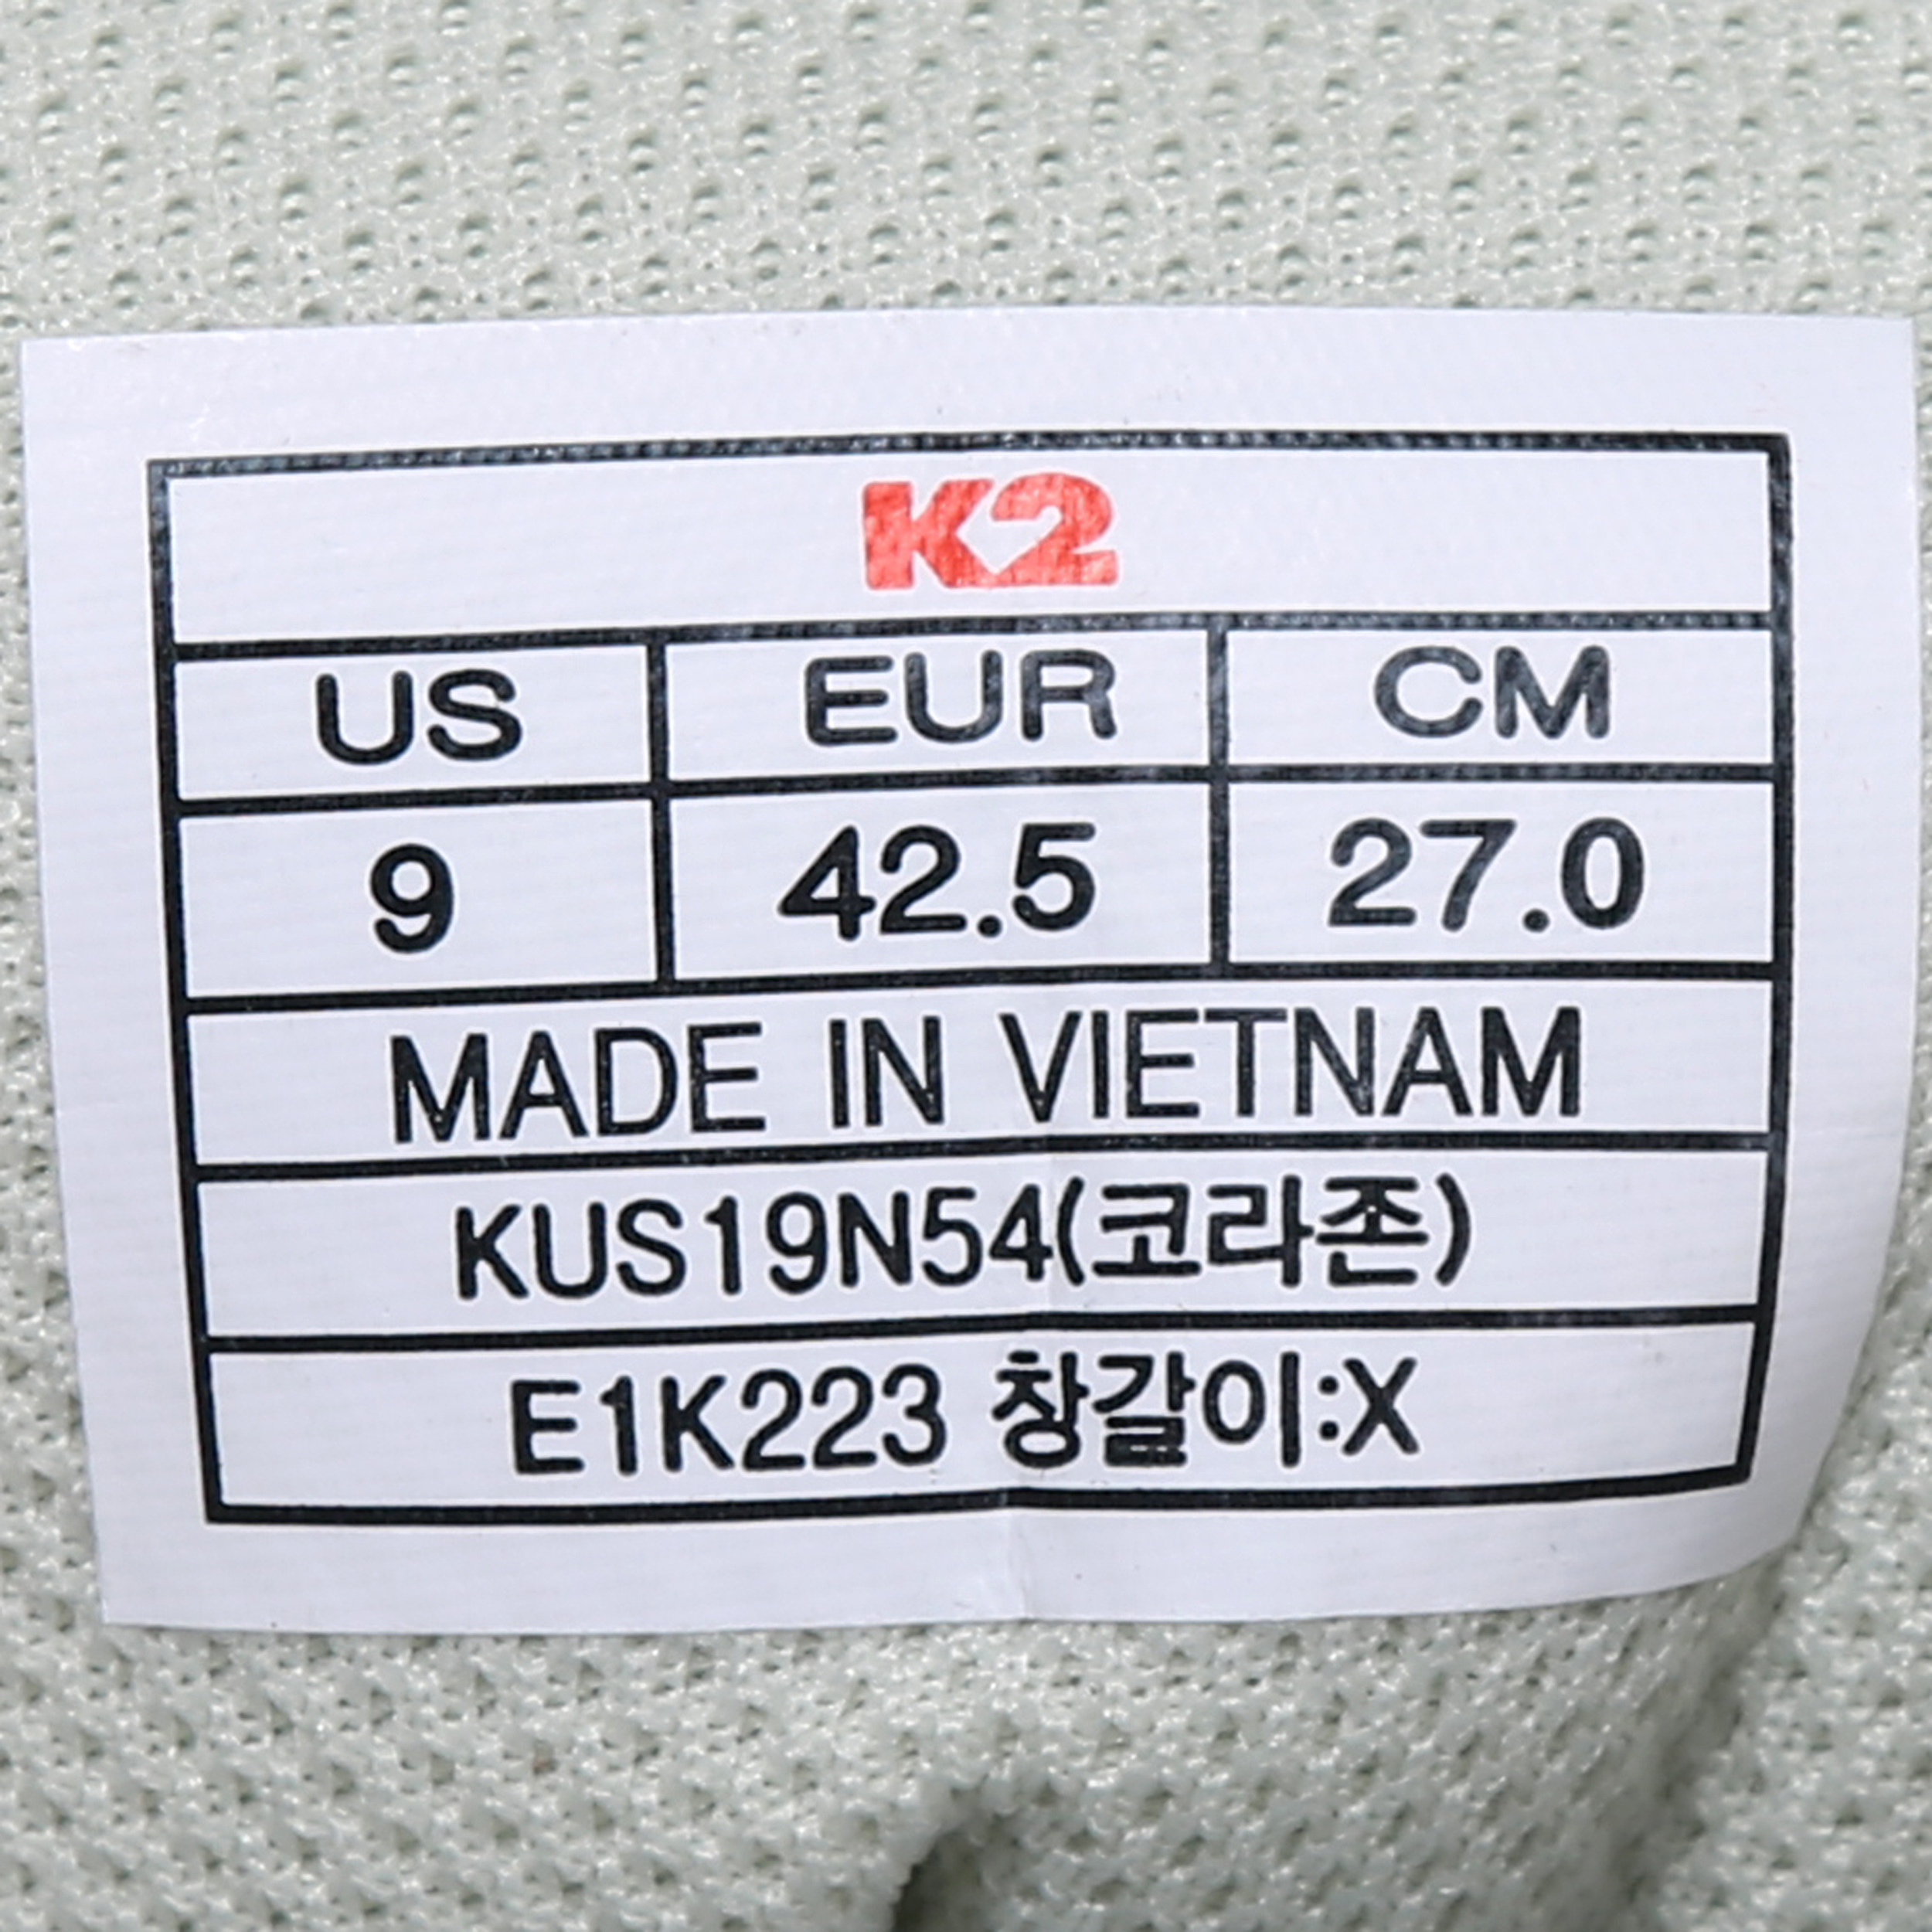 K2
US EUR CM
9 42.5 27.0
MADE IN VIETNAM
KUS19N54(코라존)
E1K223 창갈이:X